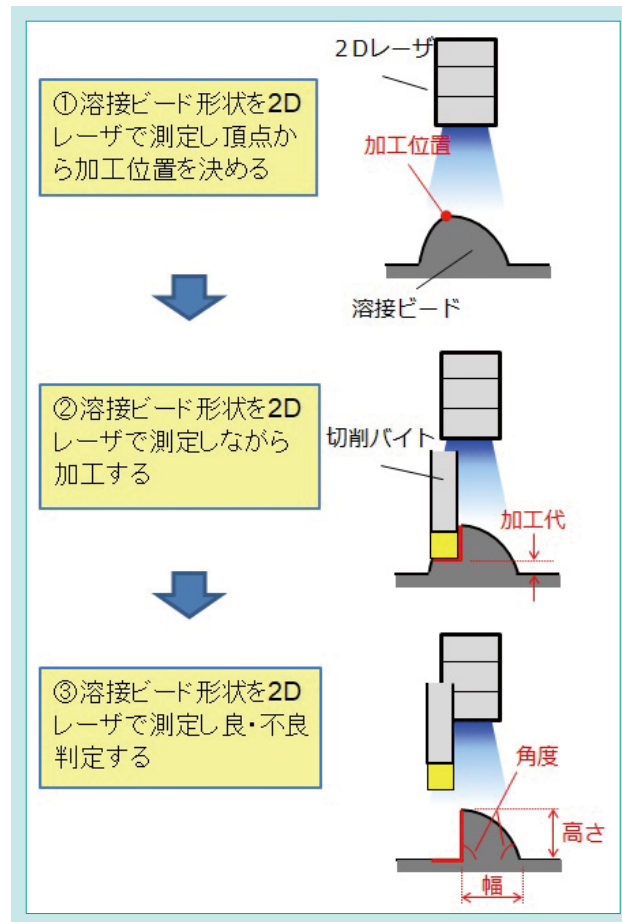 2Dレーザ
①溶接ビード形状を2D
レーザで測定し頂点か
ら加工位置を決める
加工位置
溶接ビード
②溶接ビード形状を2D
レーザで測定しながら
加工する
切削バイト
加工代
③溶接ビード形状を2D
レーザで測定し良・不良
判定する
角度
高さ
幅